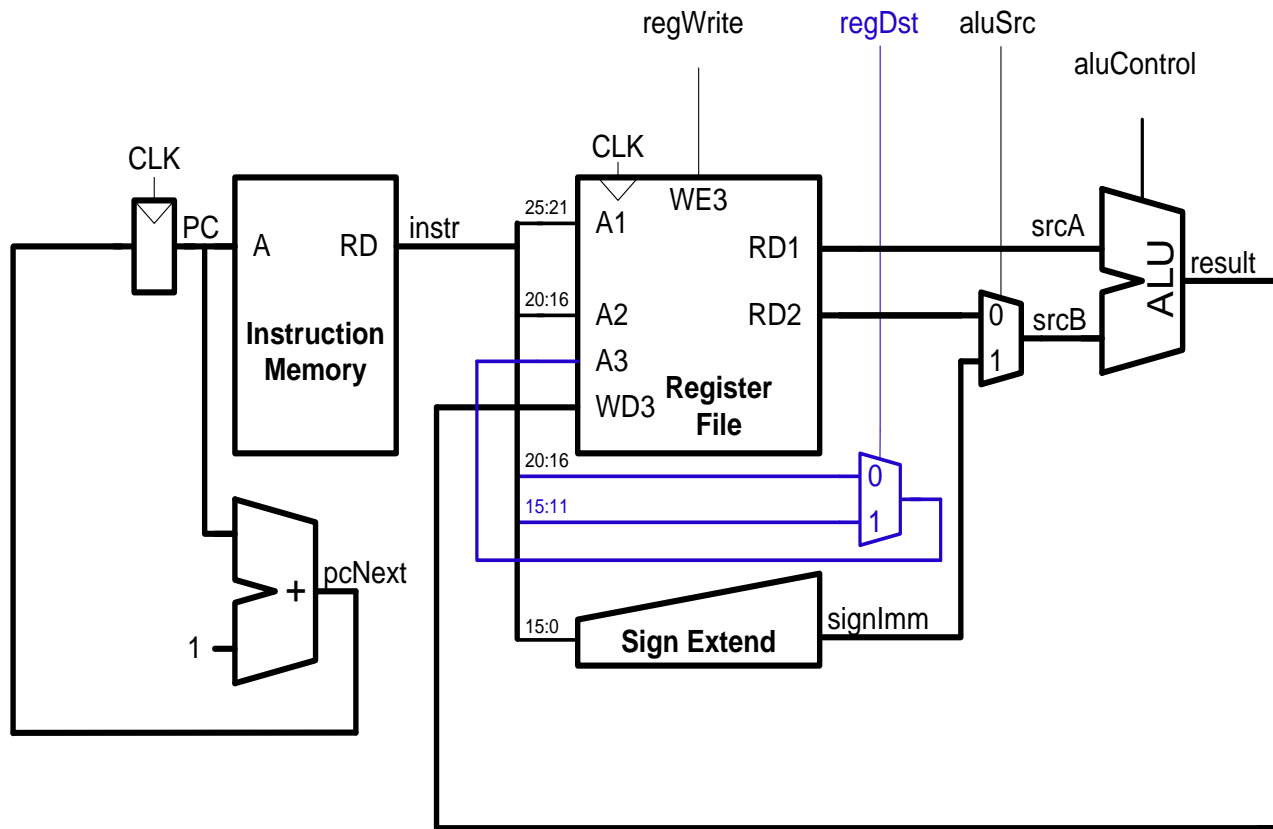 regWrite
regDst
aluSrc
aluControl
CLK
CLK
PC
A
RD
instr
Instruction
Memory
25:21
20:16
A1
WE3
RD1
A2
RD2
A3
WD3
Register
File
srcA
0
1
srcB
ALU
result
20:16
15:11
0
1
+
pcNext
1
15:0
Sign Extend
signImm